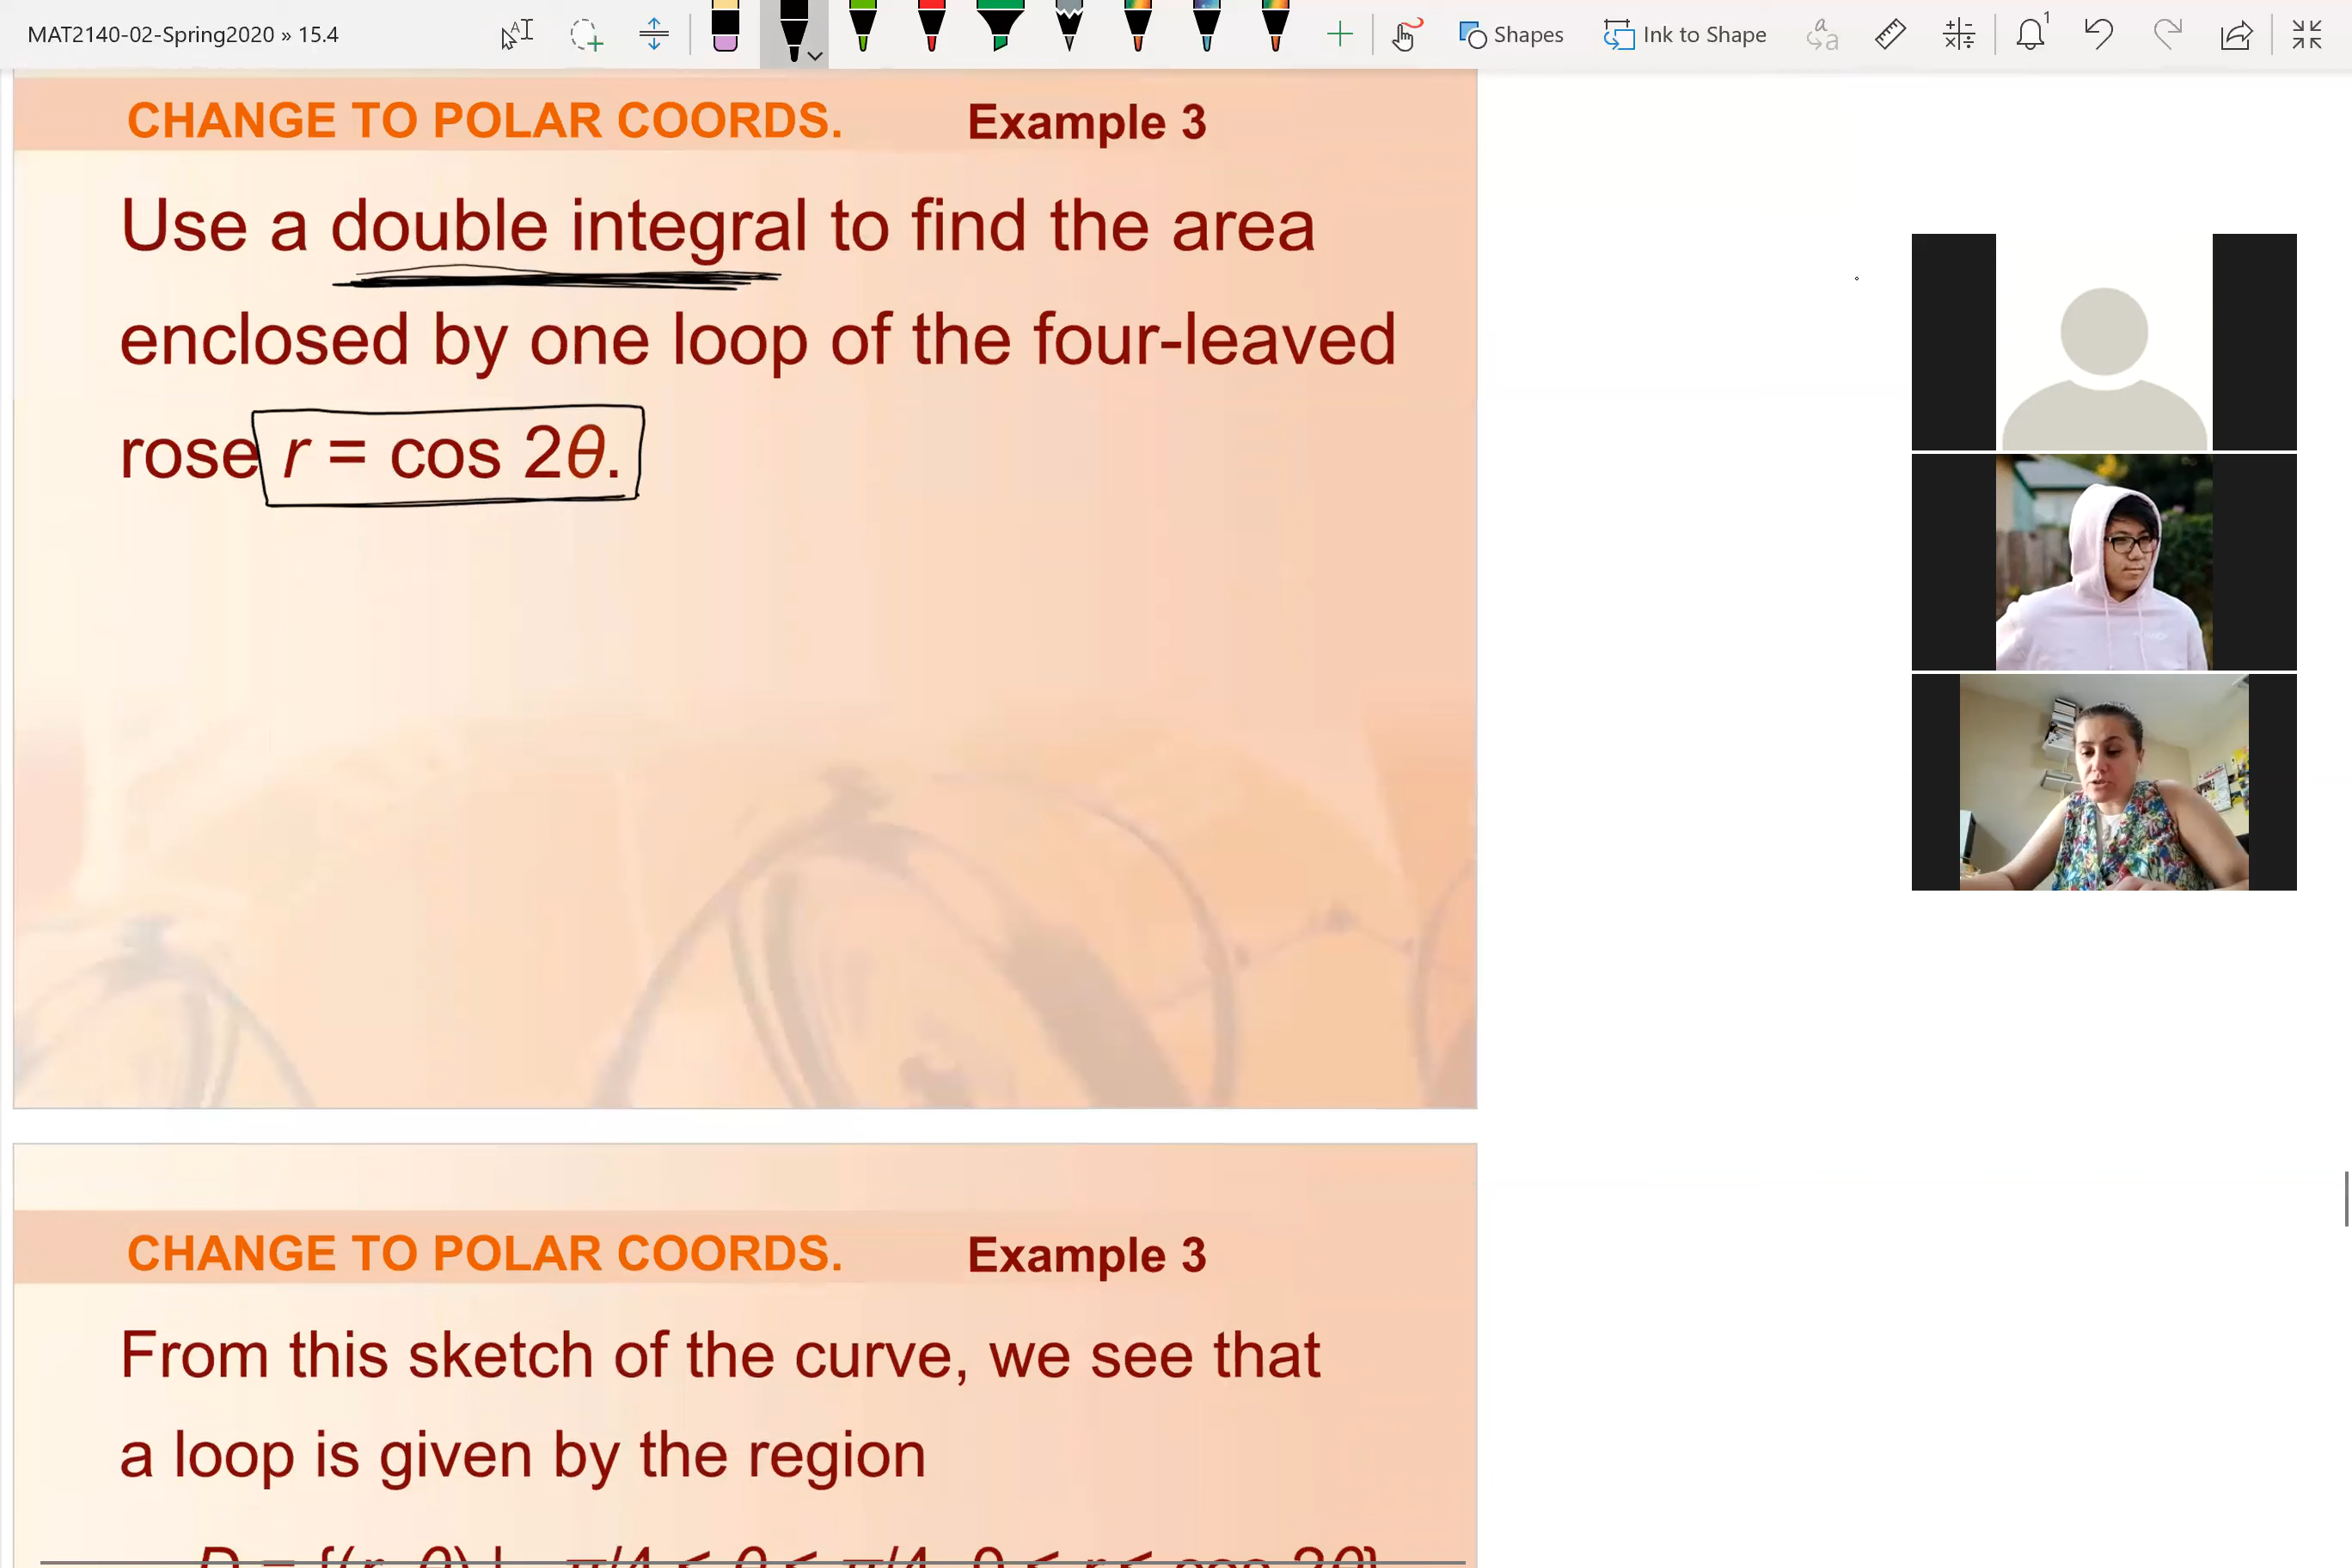 MAT2140-02-Spring2020 » 15.4
Shapes
Ink to Shape
1
CHANGE TO POLAR COORDS. Example 3
Use a double integral to find the area
enclosed by one loop of the four-leaved
rose r = cos 2θ.
CHANGE TO POLAR COORDS. Example 3
From this sketch of the curve, we see that
a loop is given by the region